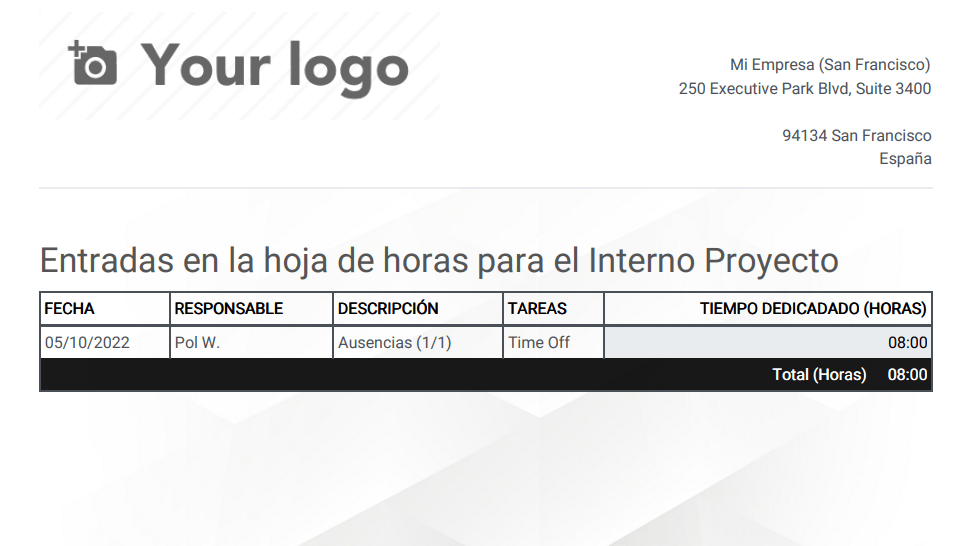 Your logo
Mi Empresa (San Francisco)
250 Executive Park Blvd, Suite 3400
94134 San Francisco
España
Entradas en la hoja de horas para el Interno Proyecto
FECHA RESPONSABLE DESCRIPCIÓN TAREAS TIEMPO DEDICADADO (HORAS)
05/10/2022 Pol W. Ausencias (1/1) Time Off 08:00
Total (Horas) 08:00